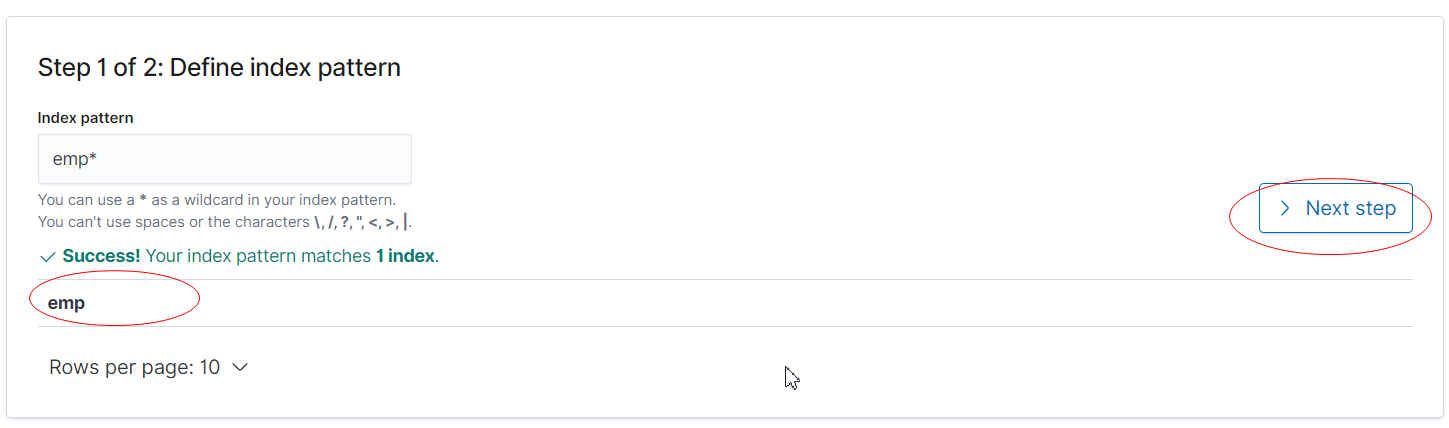 Step 1 of 2: Define index pattern
Index pattern
emp*
You can use a * as a wildcard in your index pattern.
You can't use spaces or the characters \, /, ?, ", <, >, |.
Next step
Success! Your index pattern matches 1 index.
emp
Rows per page: 10